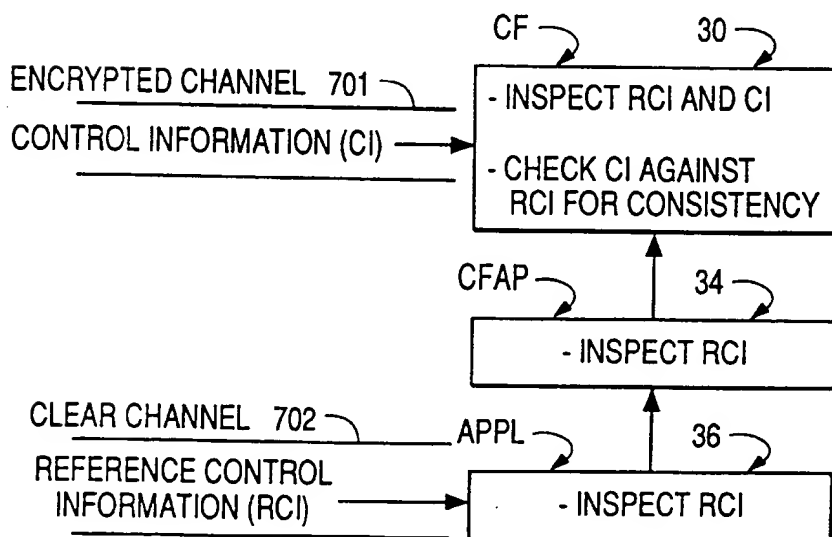 CF 30
ENCRYPTED CHANNEL 701
CONTROL INFORMATION (CI)
- INSPECT RCI AND CI
- CHECK CI AGAINST
RCI FOR CONSISTENCY
CFAP 34
- INSPECT RCI
CLEAR CHANNEL 702
APPL 36
REFERENCE CONTROL
INFORMATION (RCI)
- INSPECT RCI